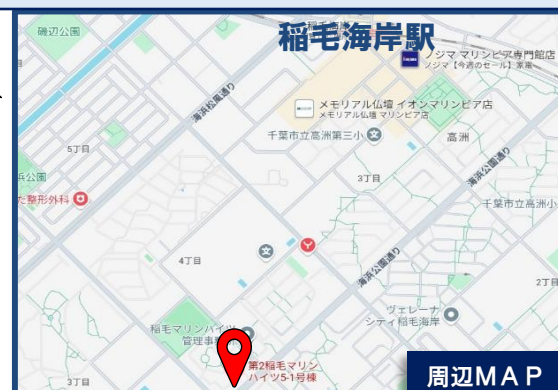 磯辺公園
稲毛海岸駅
ノジマ マリンピア専門館店
ノジマ【今週のセール】家電
海浜松風通り
メモリアル仏壇 イオンマリンピア店
メモリアル仏壇 マリンピア店
千葉市立高洲第三小
高洲
5丁目
3丁目
海浜公園通り
浜公園
た整形外科
千葉市立高洲小
4丁目
海浜公園通り
2丁目
ヴェレーナ
シティ稲毛海岸
稲毛マリンハイツ
管理事務
第2稲毛マリン
ハイツ5-1号棟
3丁目
周辺MAP